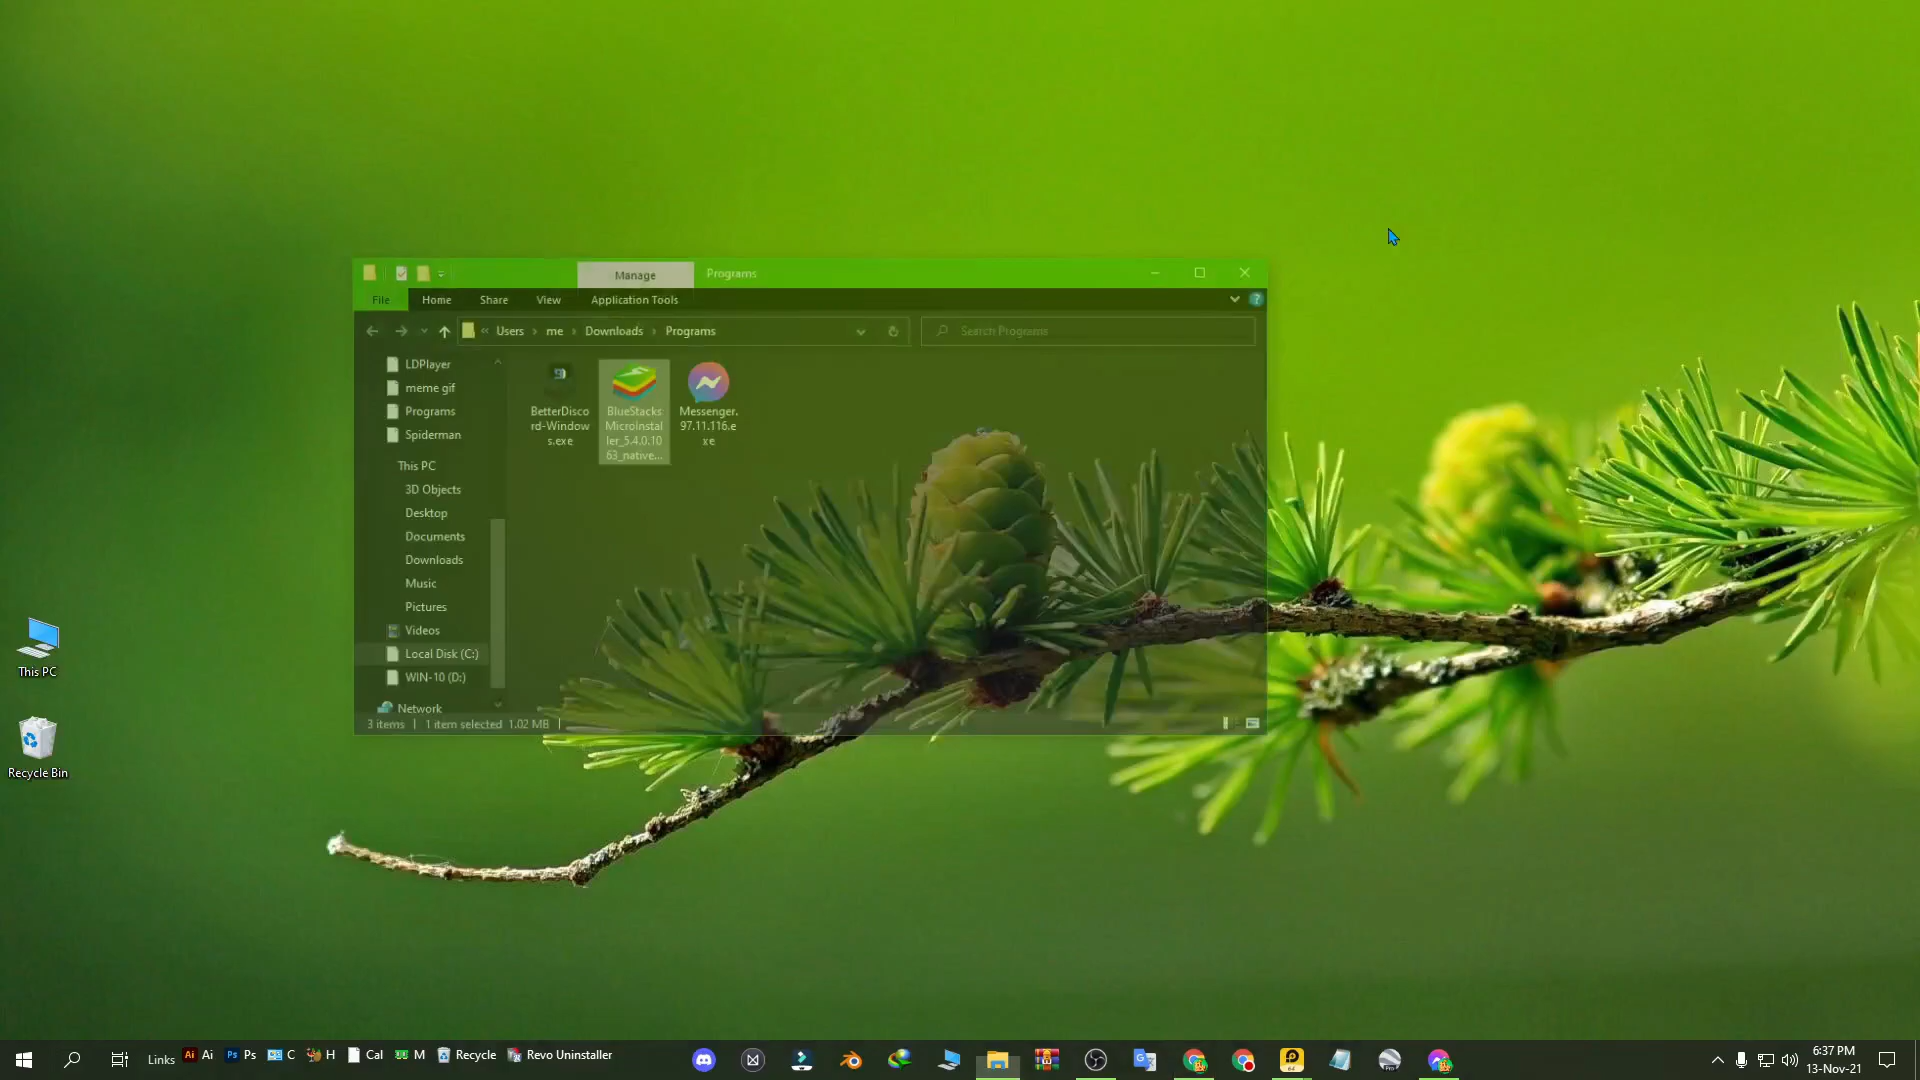 Manage
Programs
File
Home
Share
View
Application Tools
« Users › me › Downloads › Programs
Search Programs
LDPlayer
meme gif
Programs
Spiderman
This PC
3D Objects
Desktop
Documents
Downloads
Music
Pictures
Videos
Local Disk (C:)
WIN-10 (D:)
Network
BetterDisco
rd-Window
s.exe
BlueStacks
MicroInstal
ler_5.4.0.10
63_native...
Messenger.
97.11.116.e
xe
3 items
1 item selected 1.02 MB
This PC
Recycle Bin
Links
Ai Ai
Ps Ps
C
H
Cal
M
Recycle
Revo Uninstaller
6:37 PM
13-Nov-21